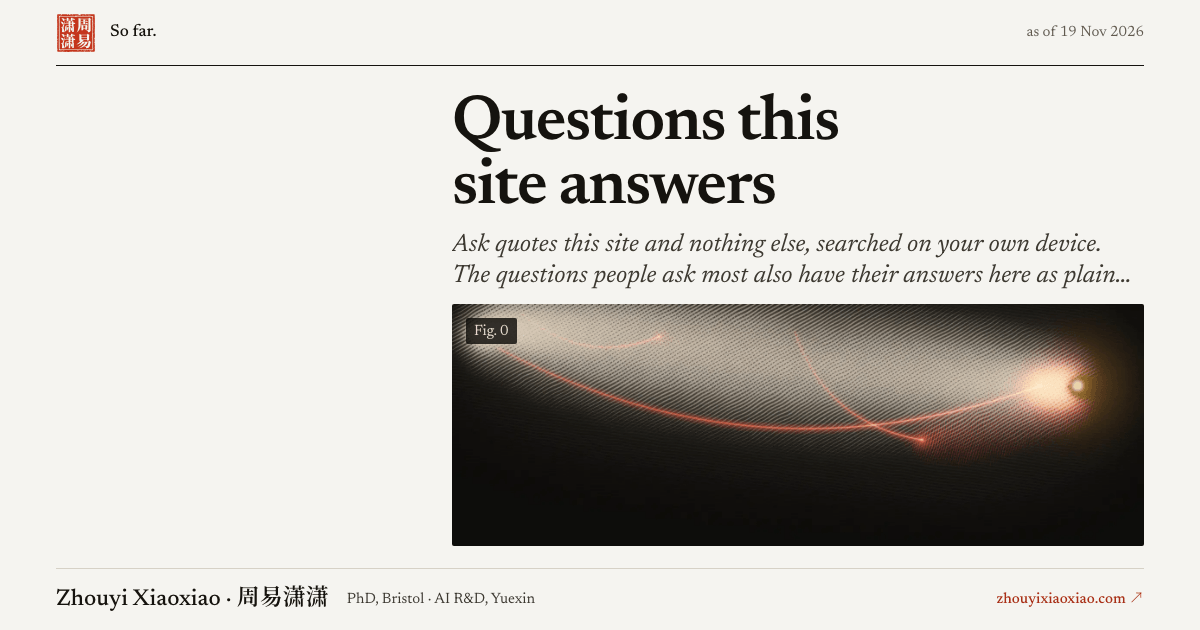 周易
潇潇
So far.
as of 19 Nov 2026
Questions this
site answers
Ask quotes this site and nothing else, searched on your own device.
The questions people ask most also have their answers here as plain…
Fig. 0
Zhouyi Xiaoxiao · 周易潇潇
PhD, Bristol · AI R&D, Yuexin
zhouyixiaoxiao.com ↗